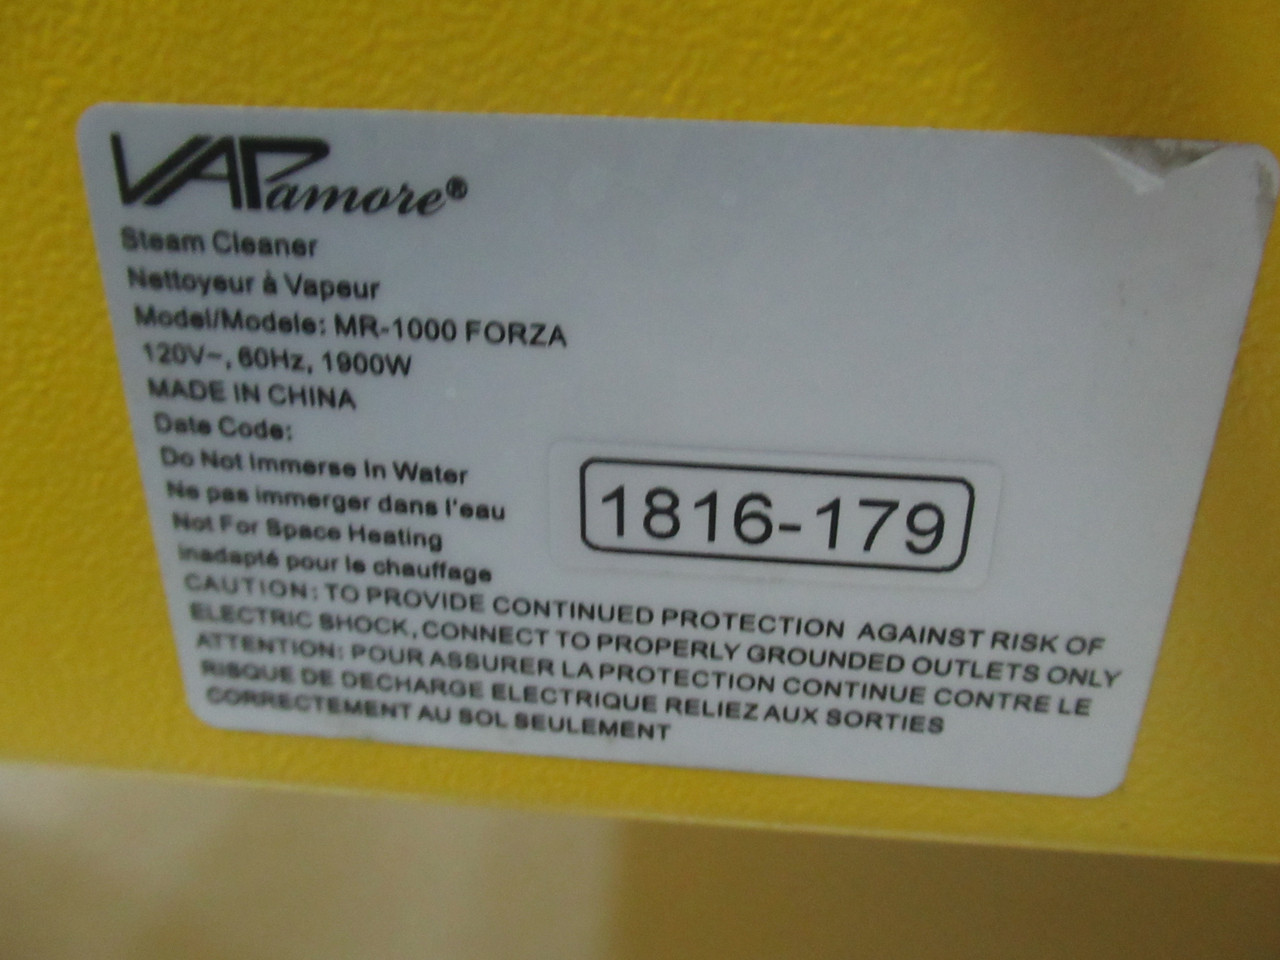 VAPamore®
Steam Cleaner
Nettoyeur à Vapeur
Model/Modele: MR-1000 FORZA
120V~, 60Hz, 1900W
MADE IN CHINA
Date Code:
Do Not Immerse In Water
Ne pas immerger dans l'eau
Not For Space Heating
inadapté pour le chauffage
1816-179
CAUTION: TO PROVIDE CONTINUED PROTECTION AGAINST RISK OF
ELECTRIC SHOCK, CONNECT TO PROPERLY GROUNDED OUTLETS ONLY
ATTENTION: POUR ASSURER LA PROTECTION CONTINUE CONTRE LE
RISQUE DE DECHARGE ELECTRIQUE RELIEZ AUX SORTIES
CORRECTEMENT AU SOL SEULEMENT